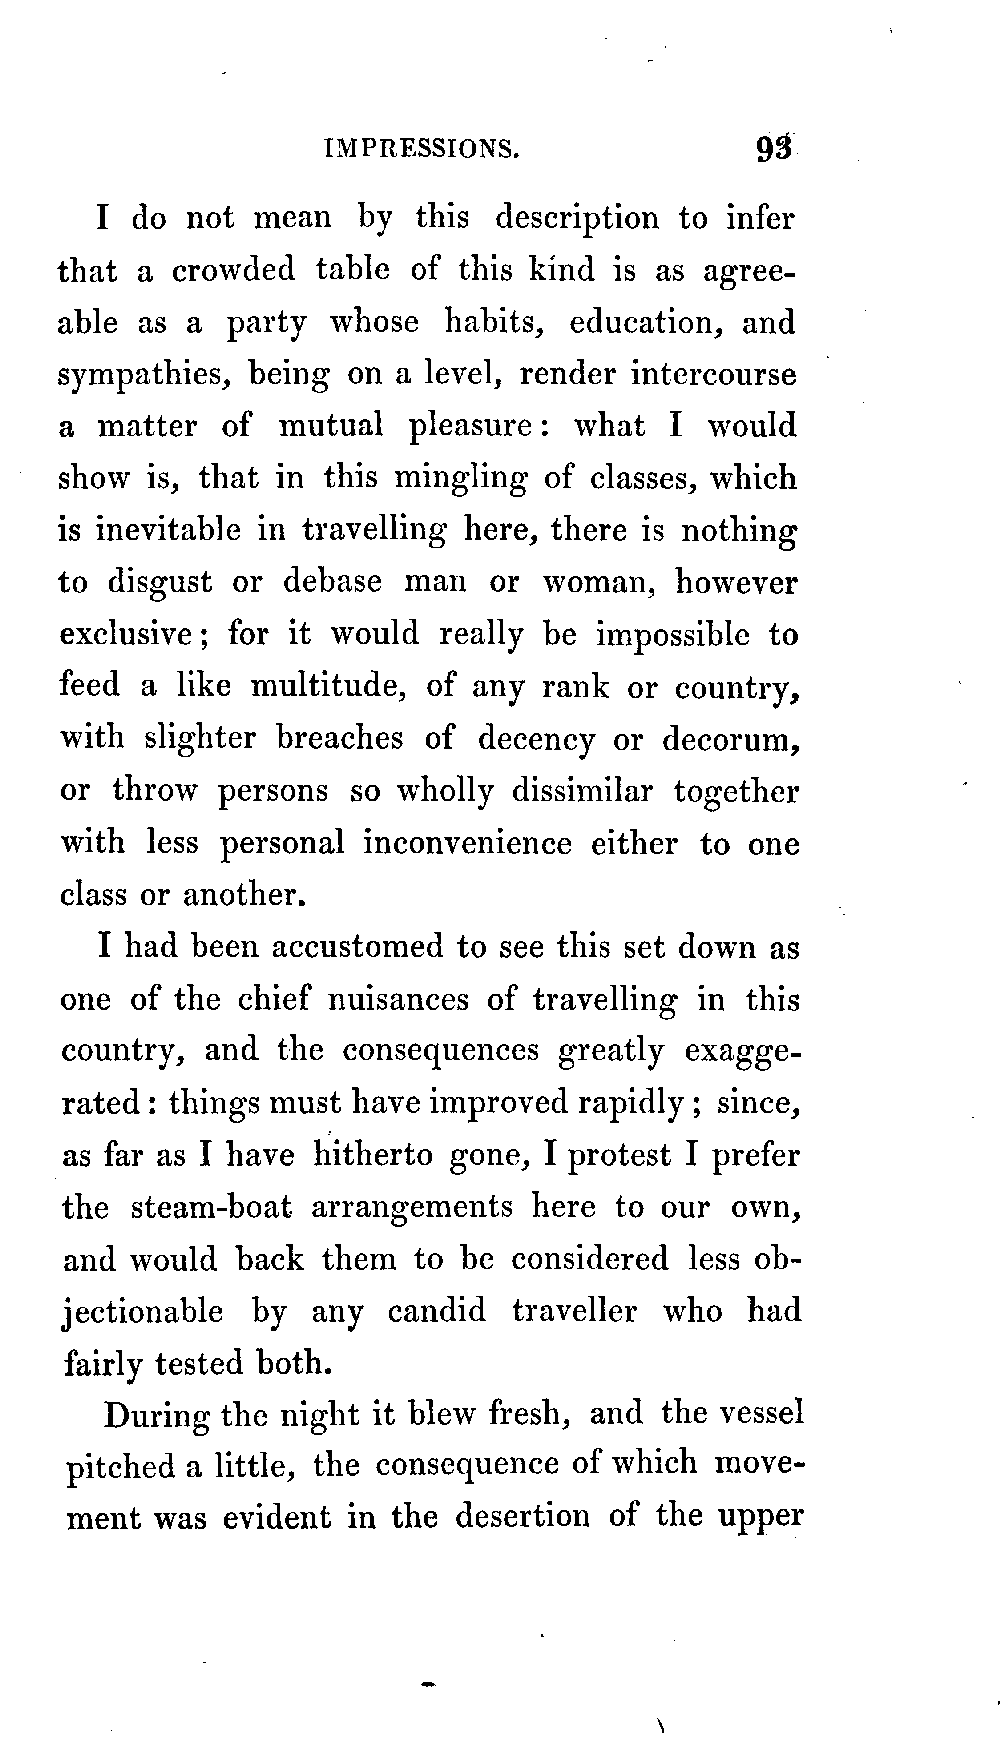 IMPRESSIONS. 93
I do not mean by this description to infer
that a crowded table of this kind is as agree-
able as a party whose habits, education, and
sympathies, being on a level, render intercourse
a matter of mutual pleasure: what I would
show is, that in this mingling of classes, which
is inevitable in travelling here, there is nothing
to disgust or debase man or woman, however
exclusive; for it would really be impossible to
feed a like multitude, of any rank or country,
with slighter breaches of decency or decorum,
or throw persons so wholly dissimilar together
with less personal inconvenience either to one
class or another.
I had been accustomed to see this set down as
one of the chief nuisances of travelling in this
country, and the consequences greatly exagge-
rated: things must have improved rapidly; since,
as far as I have hitherto gone, I protest I prefer
the steam-boat arrangements here to our own,
and would back them to be considered less ob-
jectionable by any candid traveller who had
fairly tested both.
During the night it blew fresh, and the vessel
pitched a little, the consequence of which move-
ment was evident in the desertion of the upper